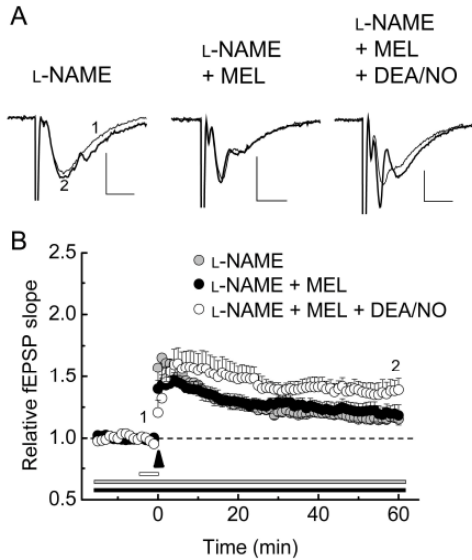 A
L-NAME
L-NAME
+ MEL
L-NAME
+ MEL
+ DEA/NO
1
2
B
Relative fEPSP slope
2.5
2.0
1.5
1.0
0.5
L-NAME
L-NAME + MEL
L-NAME + MEL + DEA/NO
1
2
0
20
40
60
Time (min)